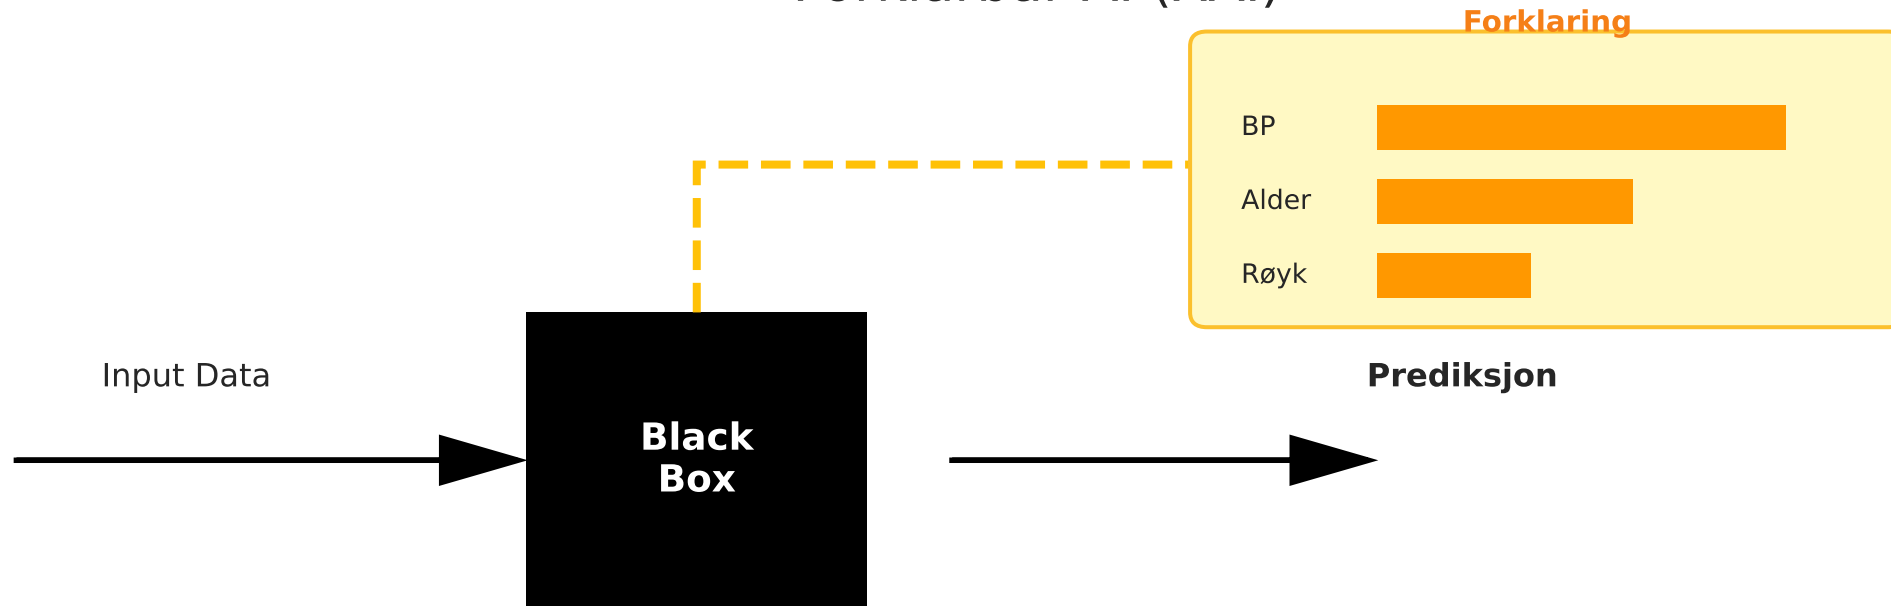 Forklaring
BP
Alder
Røyk
Input Data
Prediksjon
Black
Box